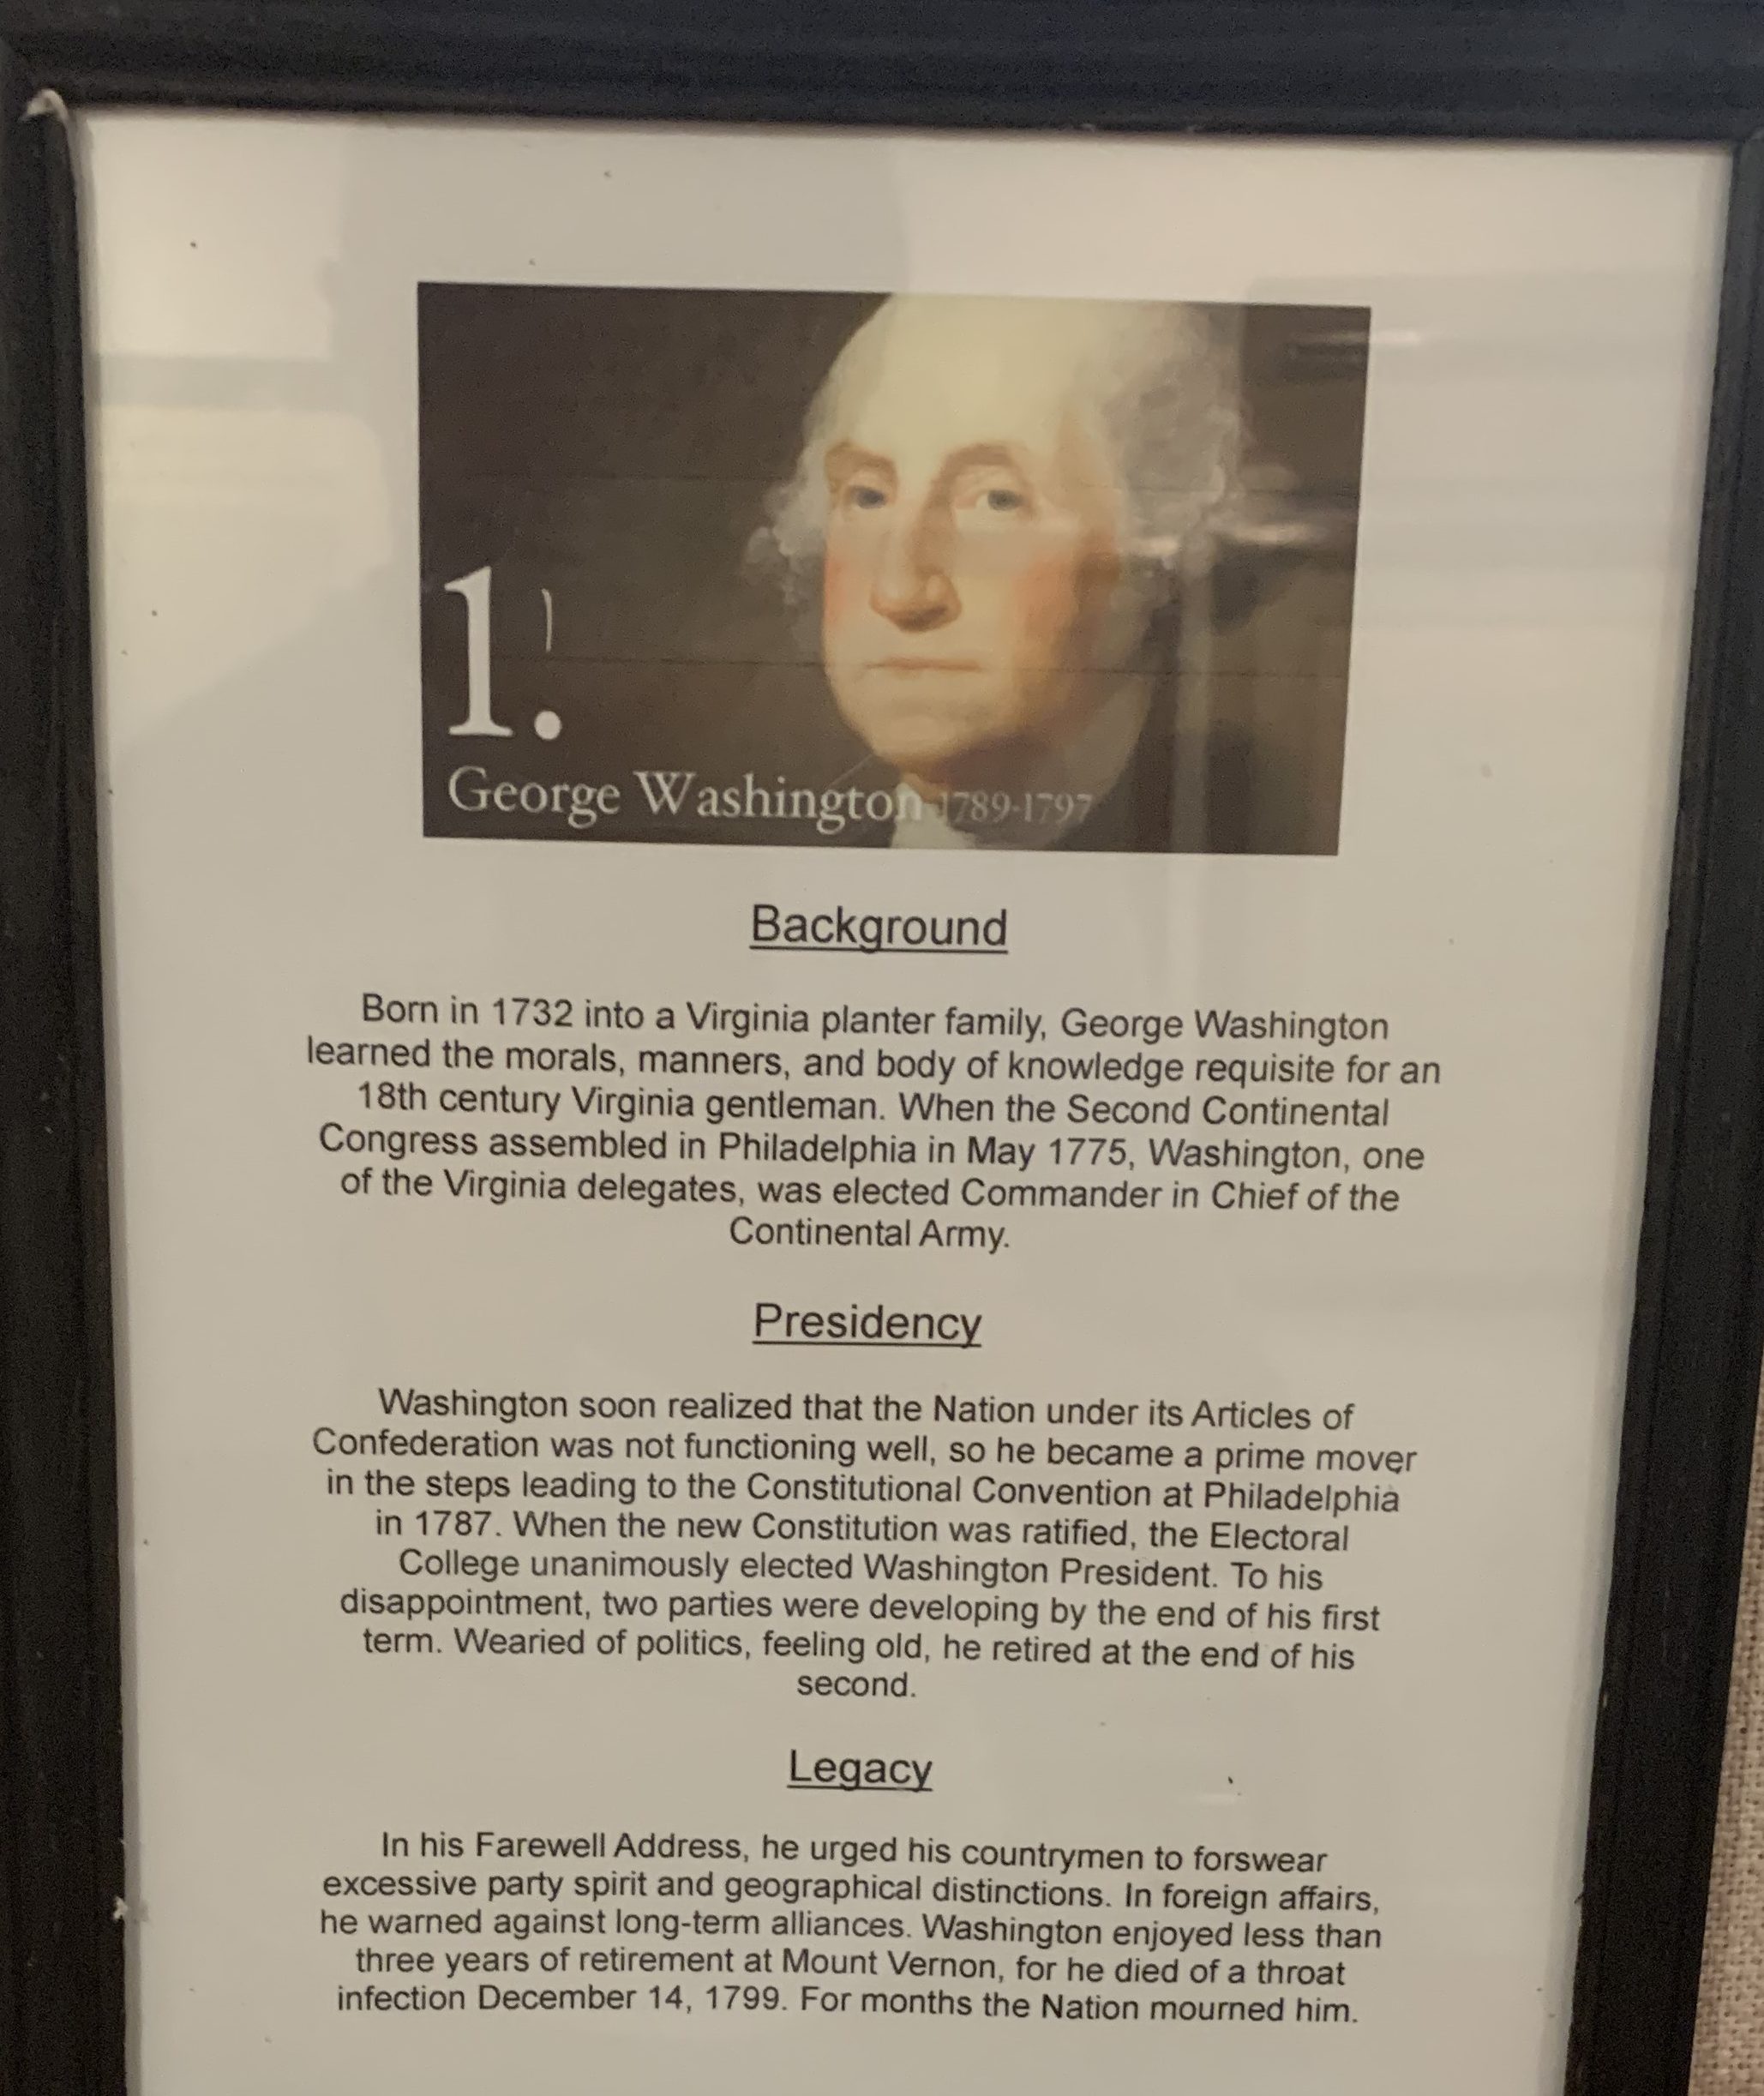 1.
George Washington 1789-1797
Background
Born in 1732 into a Virginia planter family, George Washington
learned the morals, manners, and body of knowledge requisite for an
18th century Virginia gentleman. When the Second Continental
Congress assembled in Philadelphia in May 1775, Washington, one
of the Virginia delegates, was elected Commander in Chief of the
Continental Army.
Presidency
Washington soon realized that the Nation under its Articles of
Confederation was not functioning well, so he became a prime mover
in the steps leading to the Constitutional Convention at Philadelphia
in 1787. When the new Constitution was ratified, the Electoral
College unanimously elected Washington President. To his
disappointment, two parties were developing by the end of his first
term. Wearied of politics, feeling old, he retired at the end of his
second.
Legacy
In his Farewell Address, he urged his countrymen to forswear
excessive party spirit and geographical distinctions. In foreign affairs,
he warned against long-term alliances. Washington enjoyed less than
three years of retirement at Mount Vernon, for he died of a throat
infection December 14, 1799. For months the Nation mourned him.